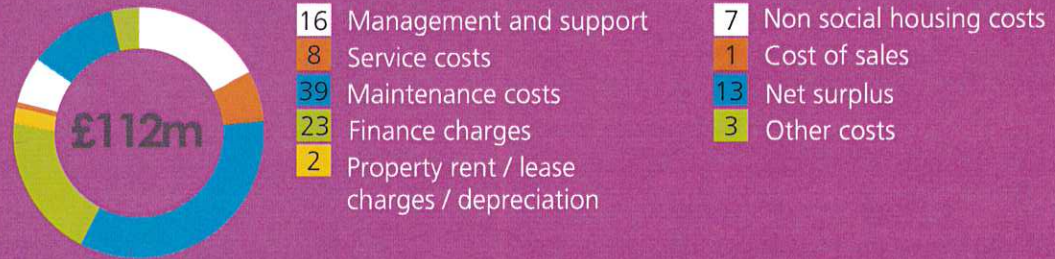 £112m
16 Management and support
8 Service costs
39 Maintenance costs
23 Finance charges
2 Property rent / lease
charges / depreciation
7 Non social housing costs
1 Cost of sales
13 Net surplus
3 Other costs